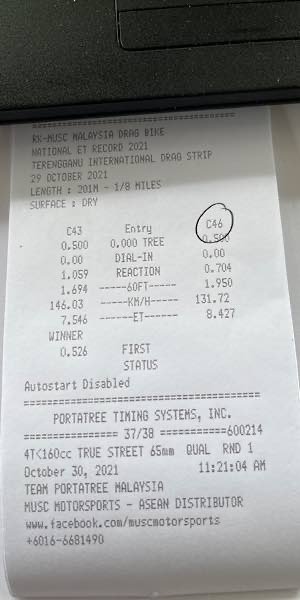 ==========================================
RK-MUSC MALAYSIA DRAG BIKE
NATIONAL ET RECORD 2021
TERENGGANU INTERNATIONAL DRAG STRIP
29 OCTOBER 2021
LENGTH : 201M - 1/8 MILES
SURFACE : DRY
C43 Entry C46
0.500 0.000 TREE 0.500
0.00 DIAL-IN 0.00
1.059 REACTION 0.704
1.694 -----60FT----- 1.950
146.03 -----KM/H----- 131.72
7.546 ------ET------ 8.427
WINNER
0.526 FIRST
STATUS
Autostart Disabled
==========================================
PORTATREE TIMING SYSTEMS, INC.
================ 37/38 ===========600214
4T<160cc TRUE STREET 65mm QUAL RND 1
October 30, 2021 11:21:04 AM
TEAM PORTATREE MALAYSIA
MUSC MOTORSPORTS - ASEAN DISTRIBUTOR
www.facebook.com/muscmotorsports
+6016-6681490